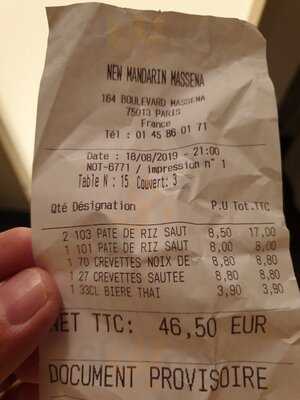 NEW MANDARIN MASSENA
164 BOULEVARD MASSENA
75013 PARIS
France
Tél : 01 45 86 01 71
Date : 18/08/2019 - 21:00
NOT-6771 / impression n° 1
Table N : 15 Couvert: 3
Qté Désignation P.U Tot.TTC
2 103 PATE DE RIZ SAUT 8,50 17,00
1 101 PATE DE RIZ SAUT 8,00 8,00
1 70 CREVETTES NOIX DE 8,80 8,80
1 27 CREVETTES SAUTEE 8,80 8,80
1 33CL BIERE THAI 3,90 3,90
NET TTC: 46,50 EUR
DOCUMENT PROVISOIRE